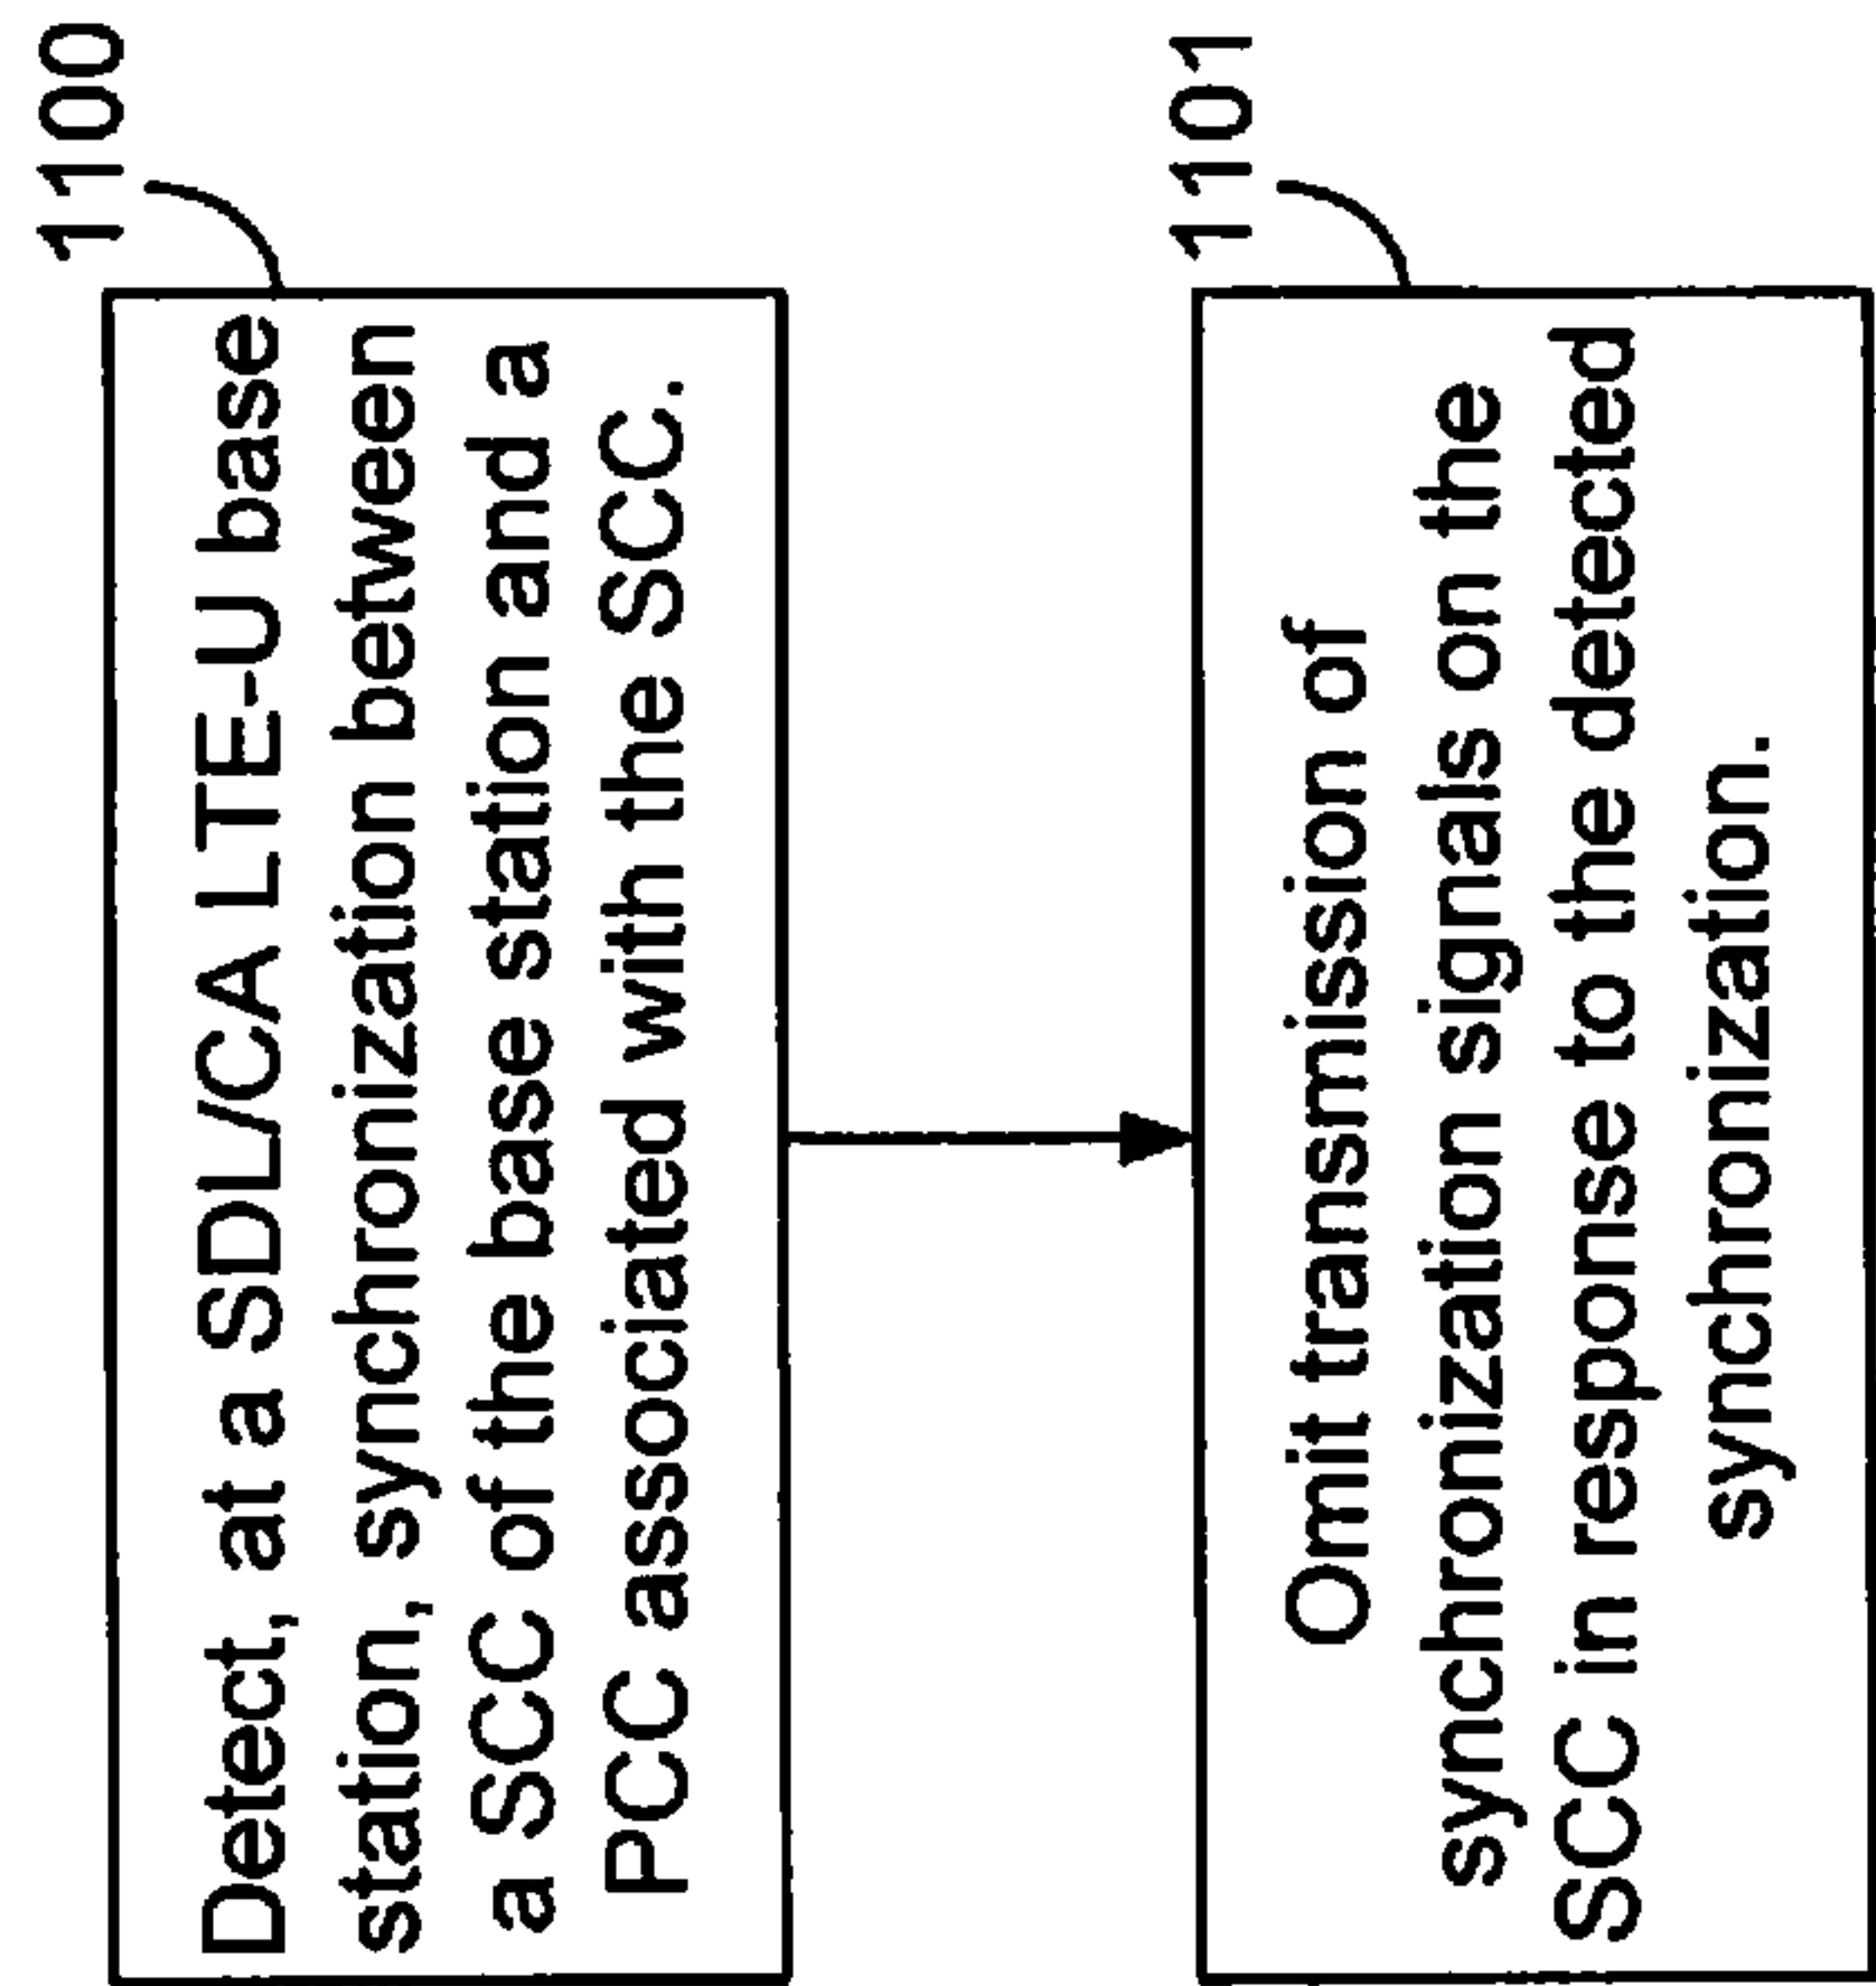 1100
Detect, at a SDL/CA LTE-U base
station, synchronization between
a SCC of the base station and a
PCC associated with the SCC.
1101
Omit transmission of
synchronization signals on the
SCC in response to the detected
synchronization.